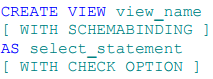 CREATE VIEW view_name
[ WITH SCHEMABINDING ]
AS select_statement
[ WITH CHECK OPTION ]